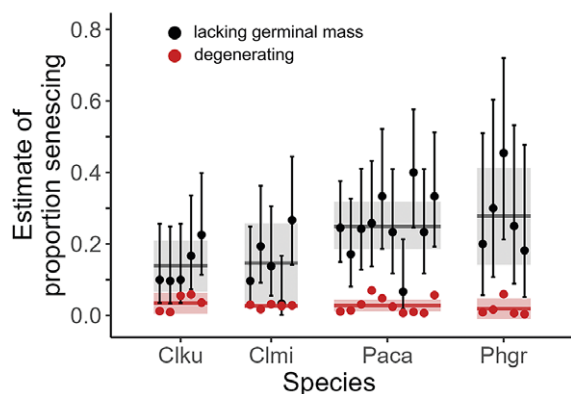 lacking germinal mass
degenerating
Estimate of
proportion senescing
0.8
0.6
0.4
0.2
0.0
Clku Clmi Paca Phgr
Species